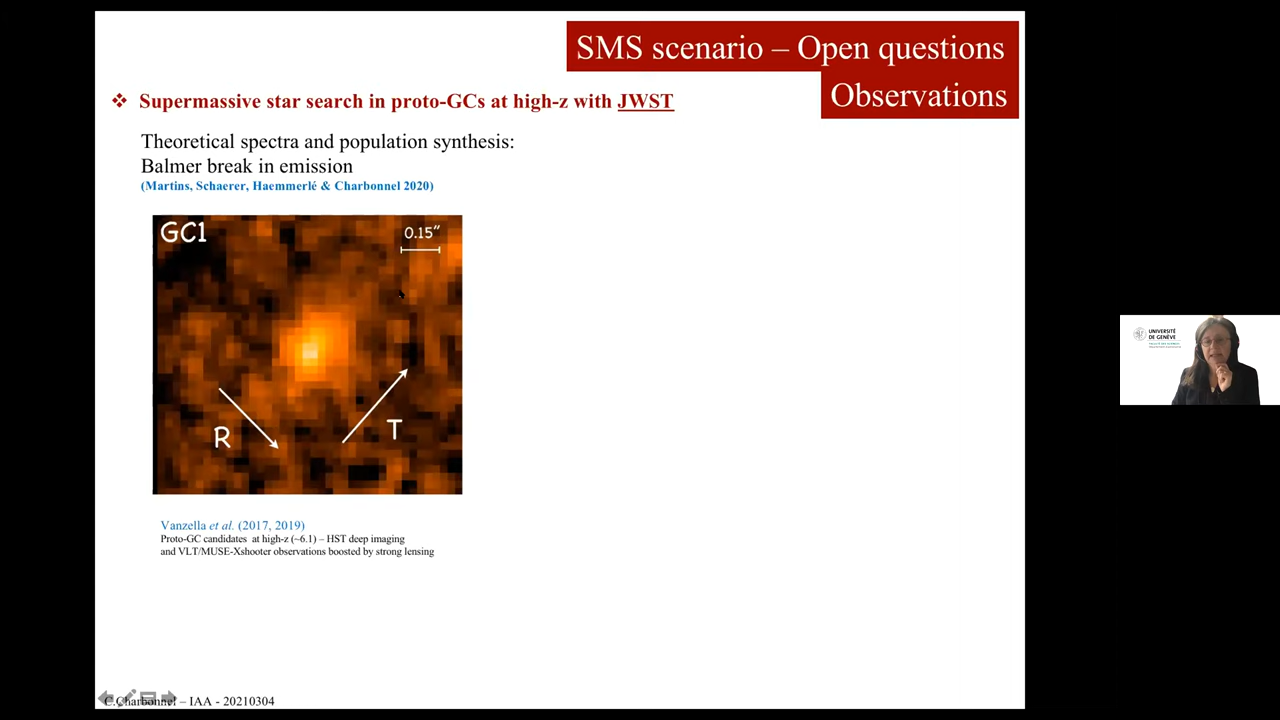 SMS scenario – Open questions
Observations
❖ Supermassive star search in proto-GCs at high-z with JWST
Theoretical spectra and population synthesis:
Balmer break in emission
(Martins, Schaerer, Haemmerlé & Charbonnel 2020)
GC1
0.15″
R
T
Vanzella et al. (2017, 2019)
Proto-GC candidates at high-z (~6.1) – HST deep imaging
and VLT/MUSE-Xshooter observations boosted by strong lensing
C.Charbonnel – IAA - 20210304
UNIVERSITÉ
DE GENÈVE